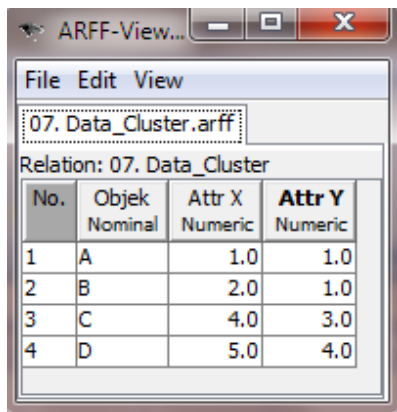 ARFF-View...
File Edit View
07. Data_Cluster.arff
Relation: 07. Data_Cluster
No. Objek Attr X Attr Y
Nominal Numeric Numeric
1 A 1.0 1.0
2 B 2.0 1.0
3 C 4.0 3.0
4 D 5.0 4.0